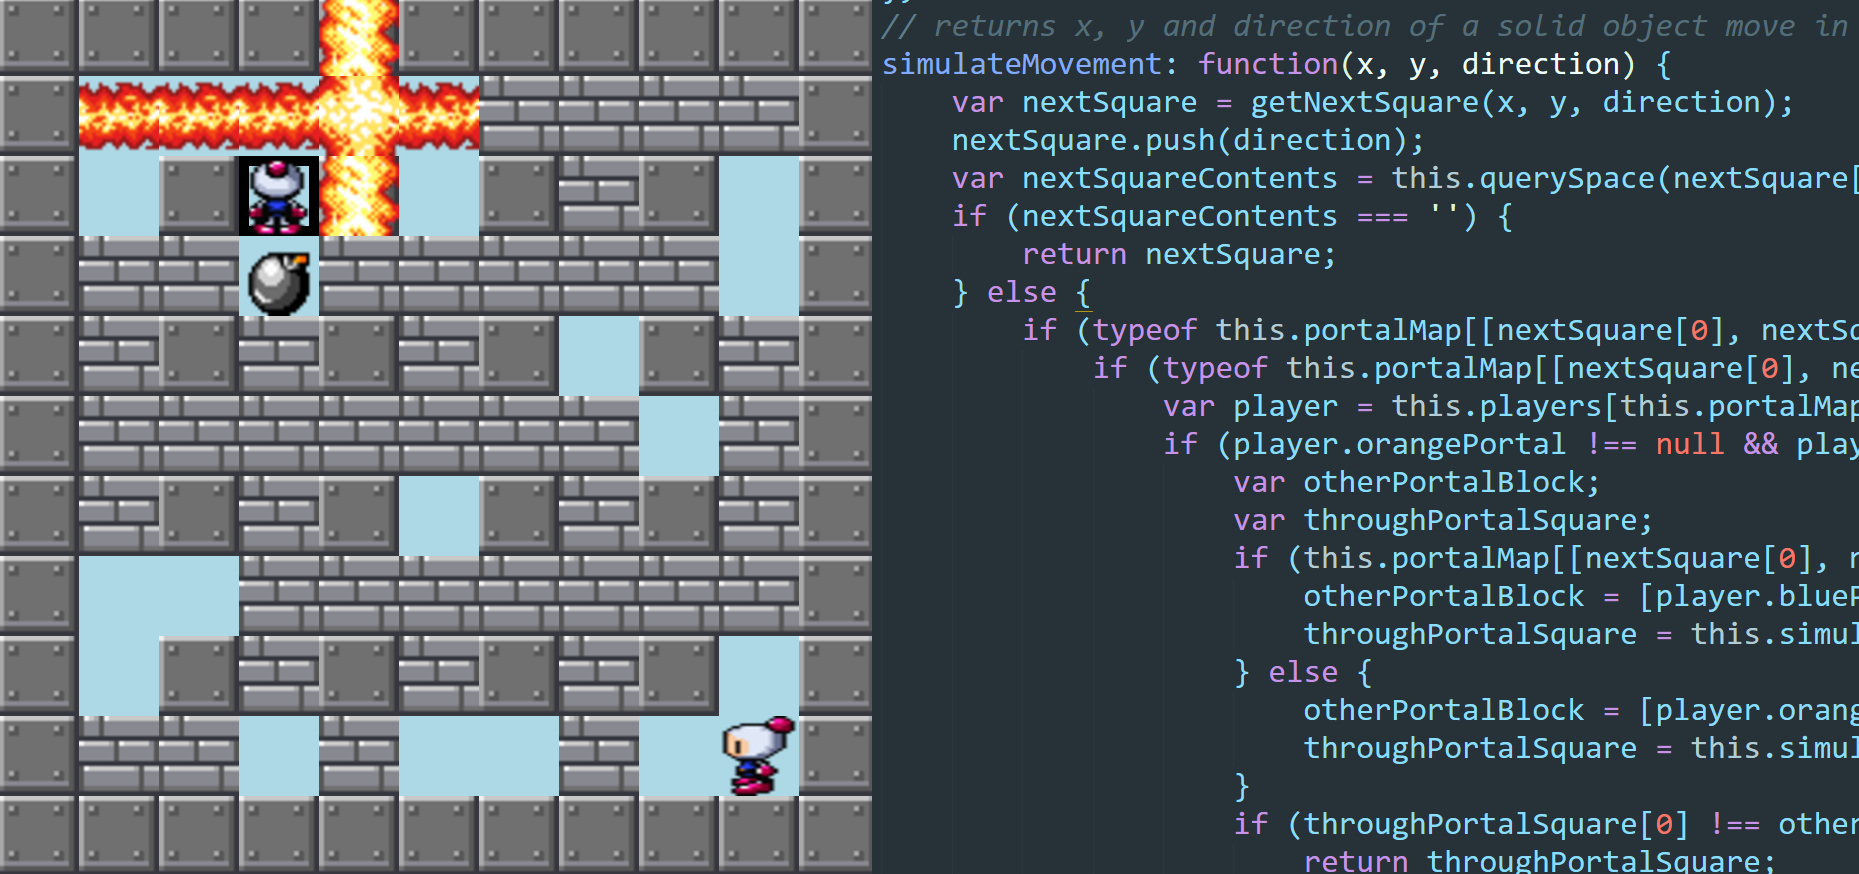 // returns x, y and direction of a solid object move in
simulateMovement: function(x, y, direction) {
var nextSquare = getNextSquare(x, y, direction);
nextSquare.push(direction);
var nextSquareContents = this.querySpace(nextSquare[
if (nextSquareContents === '') {
return nextSquare;
} else {
if (typeof this.portalMap[[nextSquare[0], nextSq
if (typeof this.portalMap[[nextSquare[0], ne
var player = this.players[this.portalMap
if (player.orangePortal !== null && play
var otherPortalBlock;
var throughPortalSquare;
if (this.portalMap[[nextSquare[0], n
otherPortalBlock = [player.blueP
throughPortalSquare = this.simul
} else {
otherPortalBlock = [player.orang
throughPortalSquare = this.simul
}
if (throughPortalSquare[0] !== other
return throughPortalSquare;